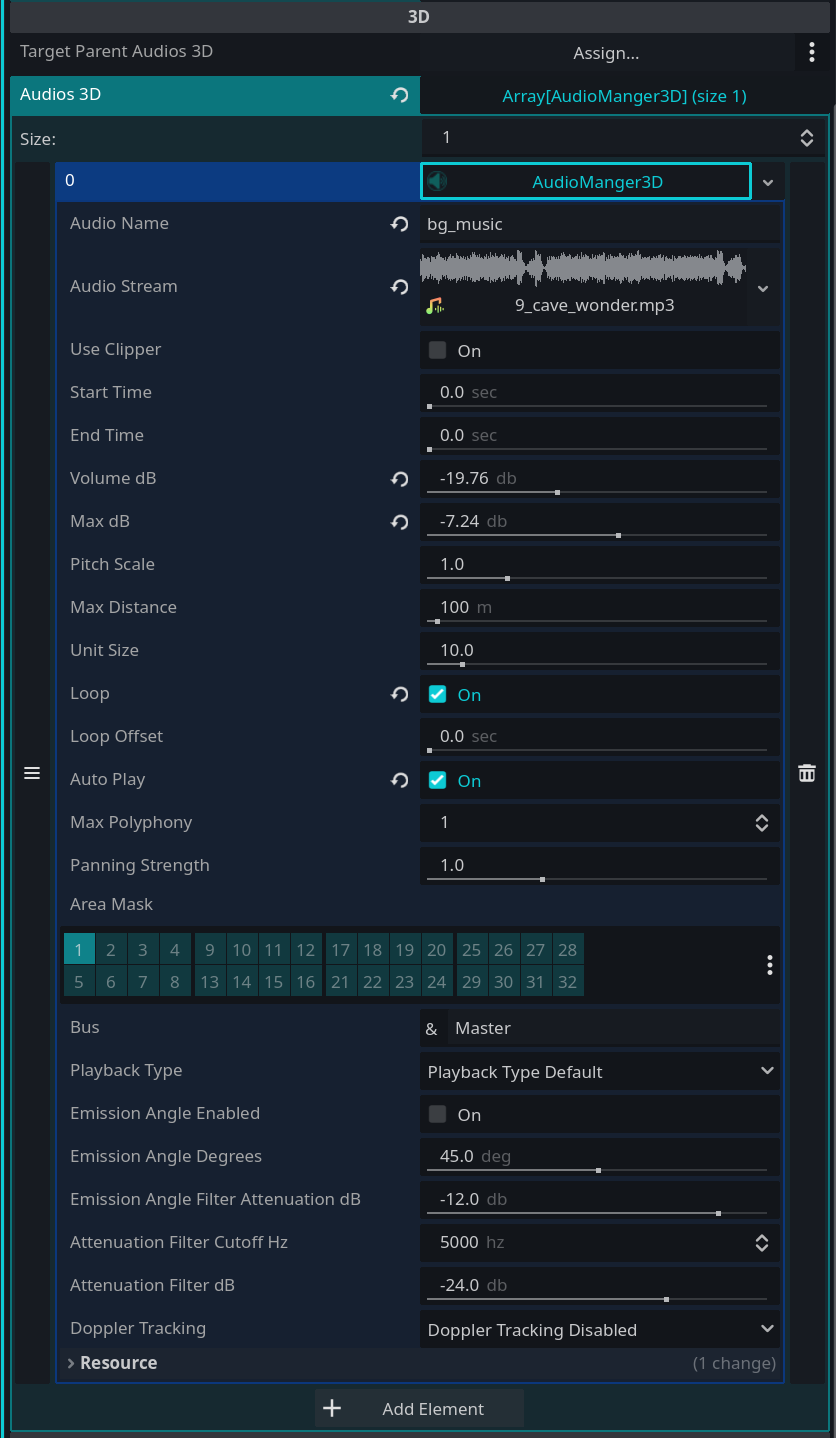 3D
Target Parent Audios 3D Assign...
Audios 3D Array[AudioManger3D] (size 1)
Size: 1
0 AudioManger3D
Audio Name bg_music
Audio Stream 9_cave_wonder.mp3
Use Clipper On
Start Time 0.0 sec
End Time 0.0 sec
Volume dB -19.76 db
Max dB -7.24 db
Pitch Scale 1.0
Max Distance 100 m
Unit Size 10.0
Loop On
Loop Offset 0.0 sec
Auto Play On
Max Polyphony 1
Panning Strength 1.0
Area Mask
1 2 3 4 9 10 11 12 17 18 19 20 25 26 27 28
5 6 7 8 13 14 15 16 21 22 23 24 29 30 31 32
Bus & Master
Playback Type Playback Type Default
Emission Angle Enabled On
Emission Angle Degrees 45.0 deg
Emission Angle Filter Attenuation dB -12.0 db
Attenuation Filter Cutoff Hz 5000 hz
Attenuation Filter dB -24.0 db
Doppler Tracking Doppler Tracking Disabled
Resource (1 change)
Add Element